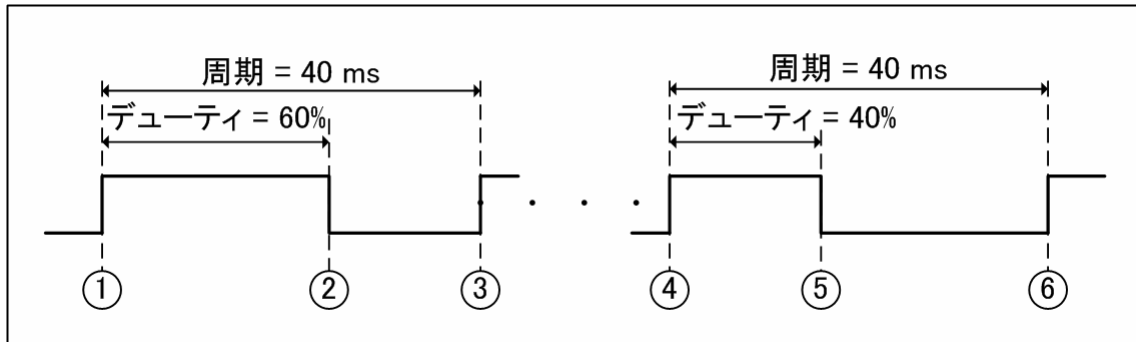 周期 = 40 ms
デューティ = 60%
周期 = 40 ms
デューティ = 40%
① ② ③ ④ ⑤ ⑥